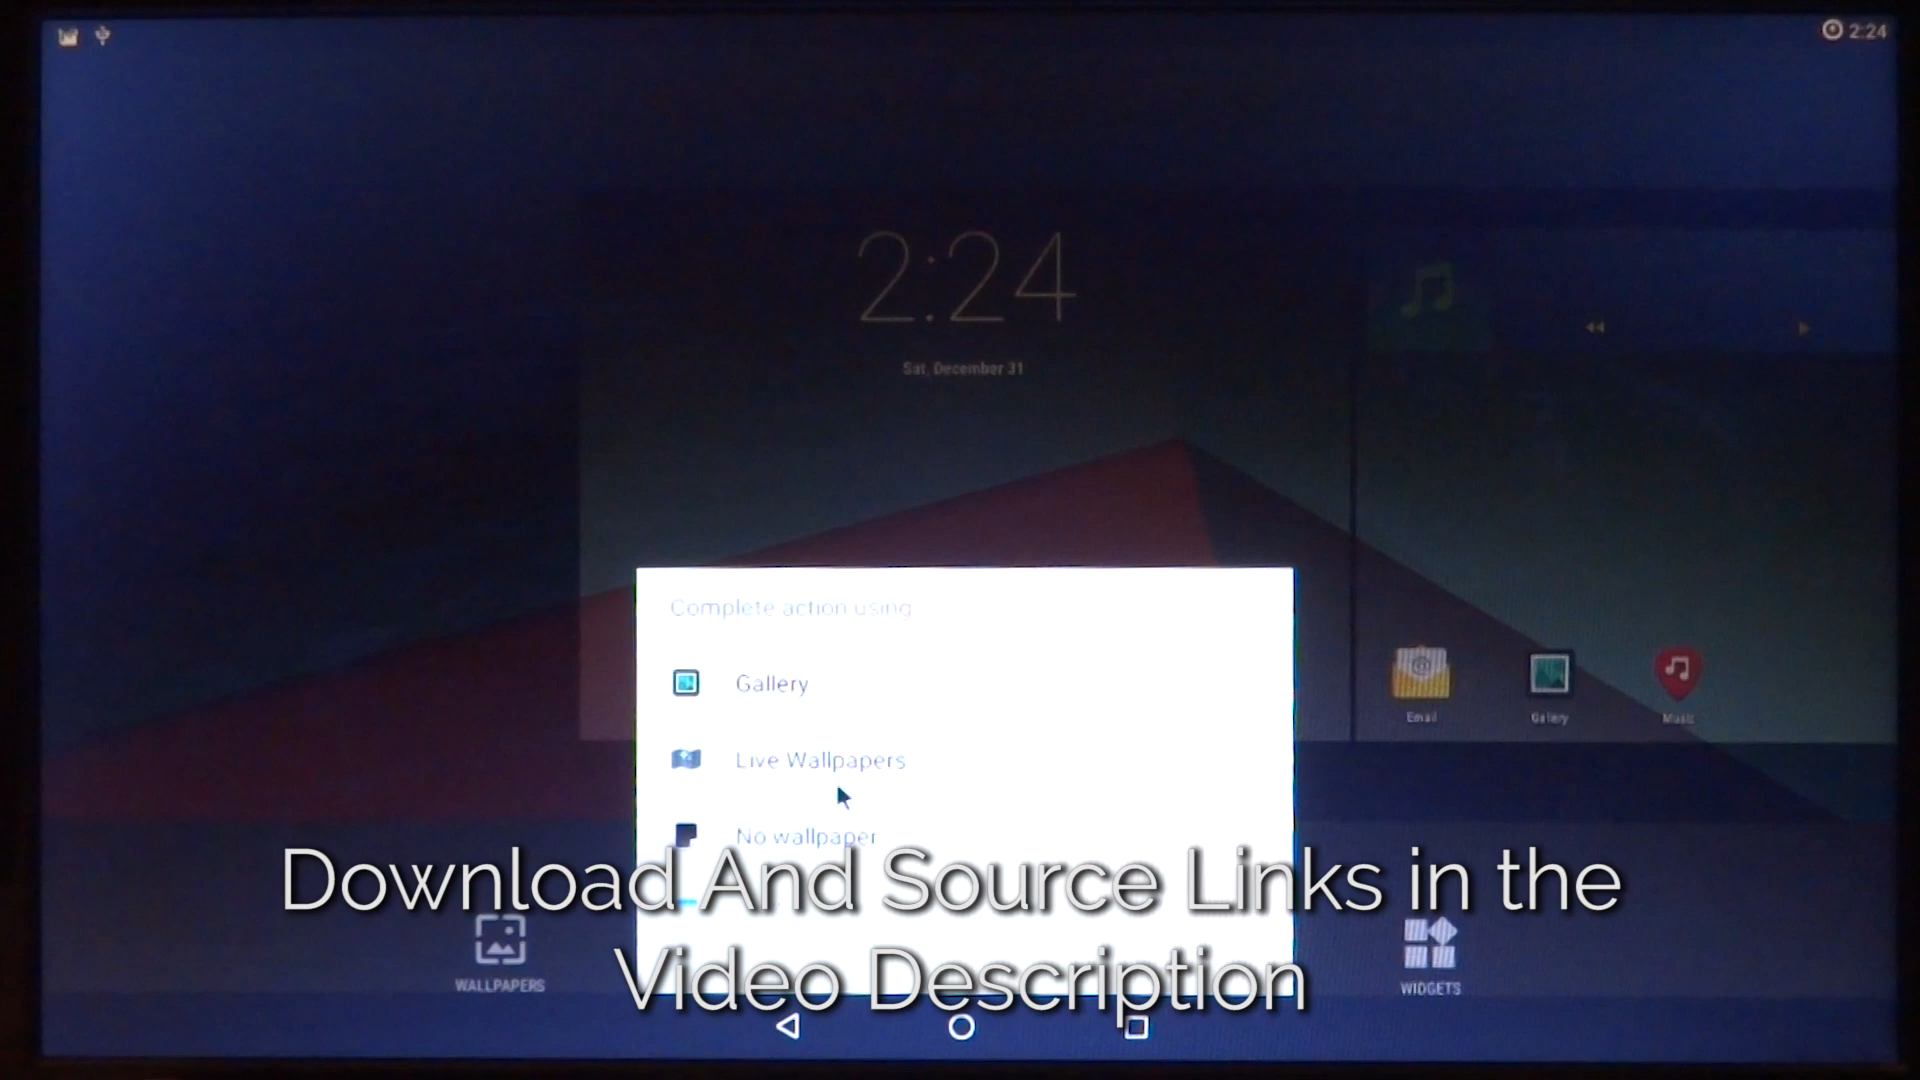 2:24
2:24
Sat, December 31
Complete action using
Gallery
Live Wallpapers
No wallpaper
Email
Gallery
Music
Download And Source Links in the
Video Description
WALLPAPERS
WIDGETS